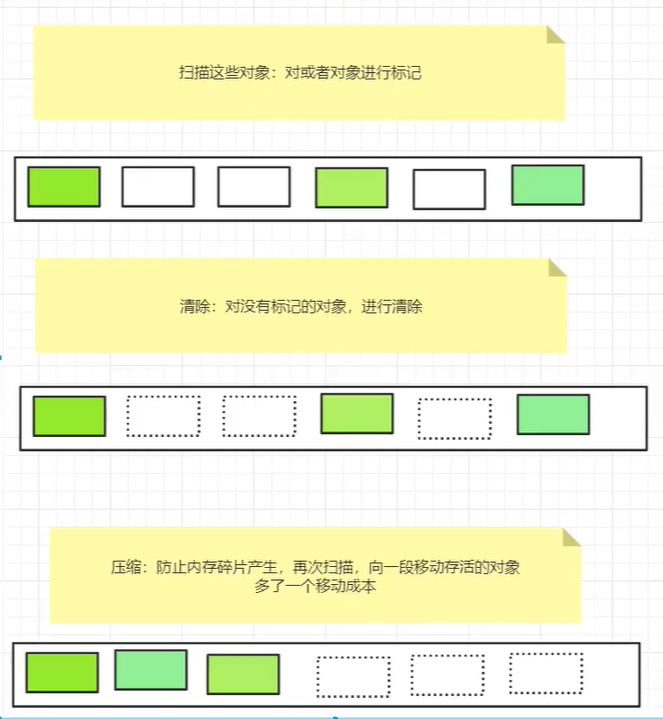 扫描这些对象：对或者对象进行标记
清除：对没有标记的对象，进行清除
压缩：防止内存碎片产生，再次扫描，向一段移动存活的对象
多了一个移动成本